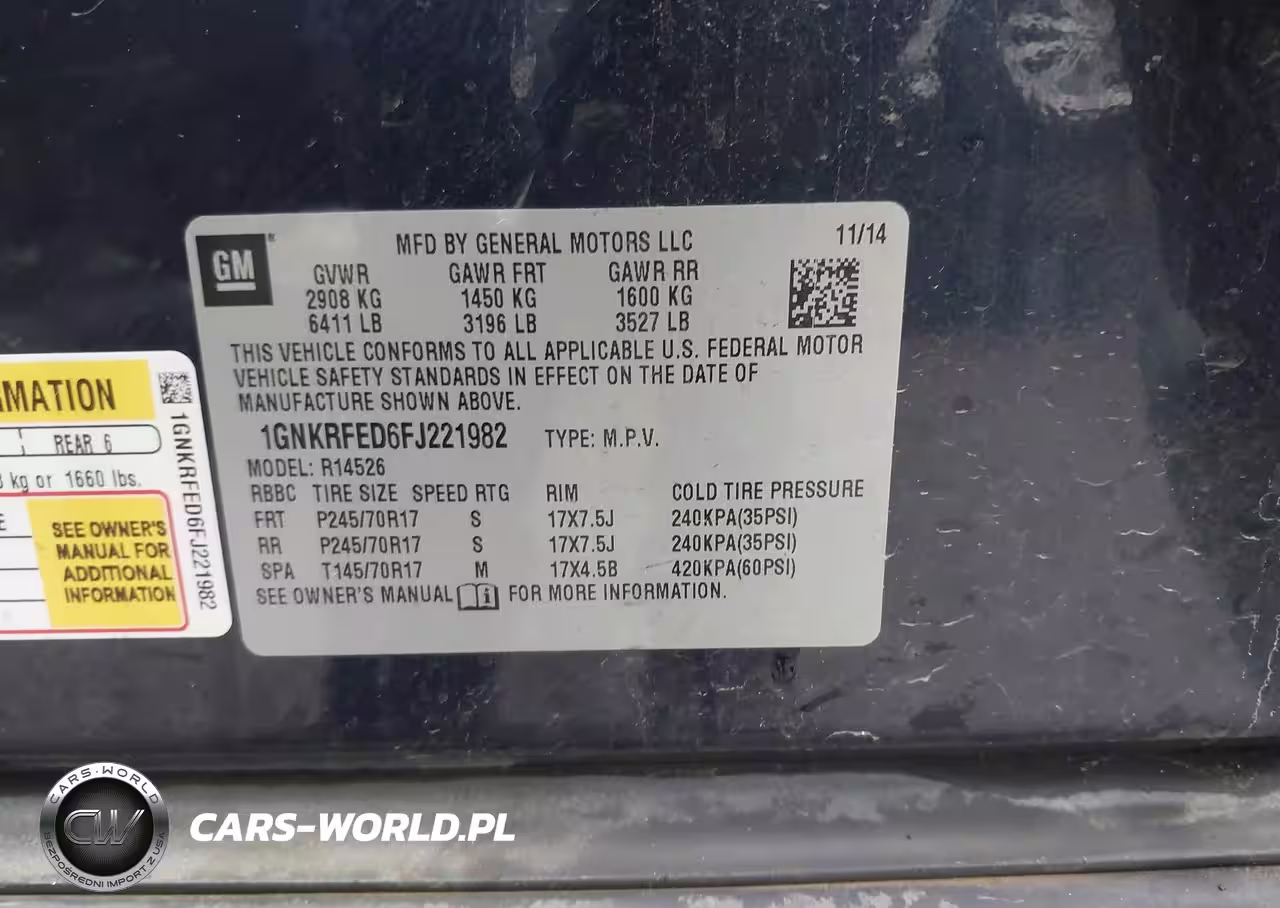 GM
MFD BY GENERAL MOTORS LLC
11/14
GVWR GAWR FRT GAWR RR
2908 KG 1450 KG 1600 KG
6411 LB 3196 LB 3527 LB
THIS VEHICLE CONFORMS TO ALL APPLICABLE U.S. FEDERAL MOTOR
VEHICLE SAFETY STANDARDS IN EFFECT ON THE DATE OF
MANUFACTURE SHOWN ABOVE.
1GNKRFED6FJ221982 TYPE: M.P.V.
MODEL: R14526
RBBC TIRE SIZE SPEED RTG RIM COLD TIRE PRESSURE
FRT P245/70R17 S 17X7.5J 240KPA(35PSI)
RR P245/70R17 S 17X7.5J 240KPA(35PSI)
SPA T145/70R17 M 17X4.5B 420KPA(60PSI)
SEE OWNER'S MANUAL i FOR MORE INFORMATION.
REAR 6
kg or 1660 lbs.
SEE OWNER'S
MANUAL FOR
ADDITIONAL
INFORMATION
1GNKRFED6FJ221982
CARS-WORLD
CW
BEZPOŚREDNI IMPORT Z USA
CARS-WORLD.PL